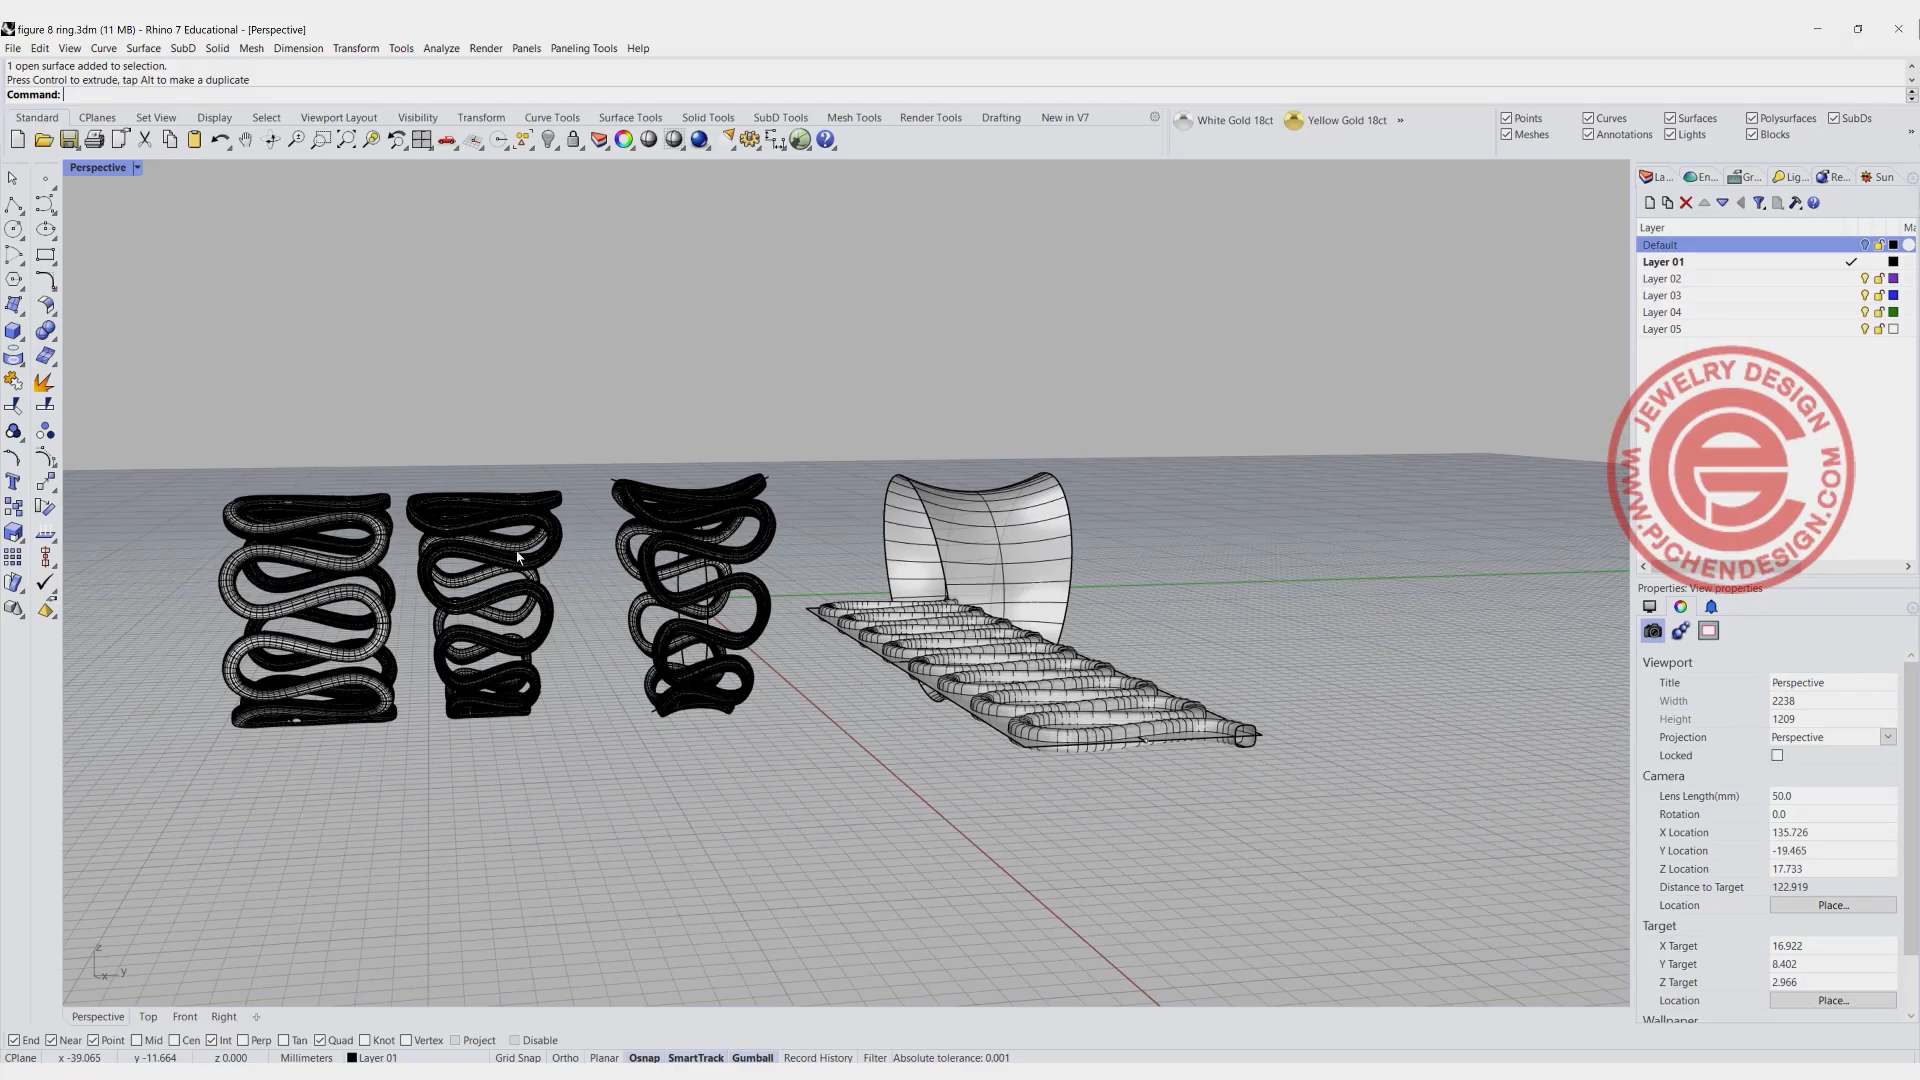 figure 8 ring.3dm (11 MB) - Rhino 7 Educational - [Perspective]
File Edit View Curve Surface SubD Solid Mesh Dimension Transform Tools Analyze Render Panels Paneling Tools Help
1 open surface added to selection.
Press Control to extrude, tap Alt to make a duplicate
Command:
Standard CPlanes Set View Display Select Viewport Layout Visibility Transform Curve Tools Surface Tools Solid Tools SubD Tools Mesh Tools Render Tools Drafting New in V7
White Gold 18ct Yellow Gold 18ct »
Points Curves Surfaces Polysurfaces SubDs
Meshes Annotations Lights Blocks »
Perspective
La... En... Gr... Lig... Re... Sun
Layer Ma
Default
Layer 01
Layer 02
Layer 03
Layer 04
Layer 05
JEWELRY DESIGN
WWW.PJCHENDESIGN.COM
Properties: View properties
Viewport
Title Perspective
Width 2238
Height 1209
Projection Perspective
Locked
Camera
Lens Length(mm) 50.0
Rotation 0.0
X Location 135.726
Y Location -19.465
Z Location 17.733
Distance to Target 122.919
Location Place...
Target
X Target 16.922
Y Target 8.402
Z Target 2.966
Location Place...
Wallpaper
z
x y
Perspective Top Front Right
End Near Point Mid Cen Int Perp Tan Quad Knot Vertex Project Disable
CPlane x -39.065 y -11.664 z 0.000 Millimeters Layer 01 Grid Snap Ortho Planar Osnap SmartTrack Gumball Record History Filter Absolute tolerance: 0.001